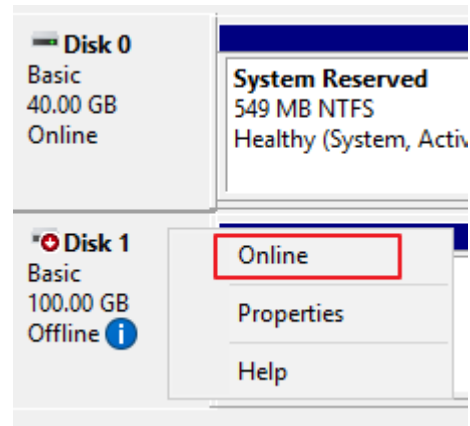 Disk 0
Basic
40.00 GB
Online
System Reserved
549 MB NTFS
Healthy (System, Activ
Disk 1
Basic
100.00 GB
Offline
Online
Properties
Help